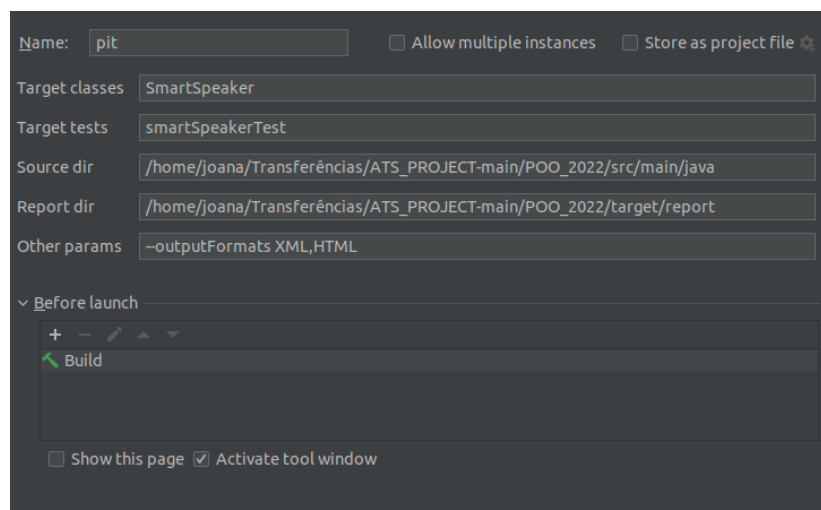 Name: pit Allow multiple instances Store as project file
Target classes SmartSpeaker
Target tests smartSpeakerTest
Source dir /home/joana/Transferências/ATS_PROJECT-main/POO_2022/src/main/java
Report dir /home/joana/Transferências/ATS_PROJECT-main/POO_2022/target/report
Other params --outputFormats XML,HTML
Before launch
Build
Show this page Activate tool window